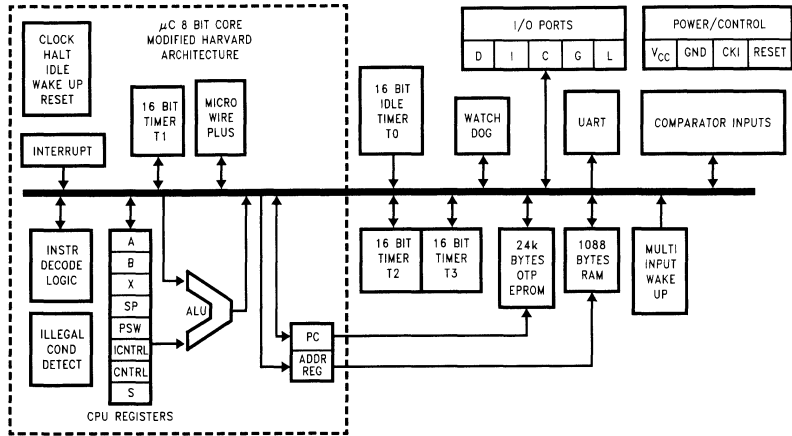 μC 8 BIT CORE
MODIFIED HARVARD
ARCHITECTURE
CLOCK
HALT
IDLE
WAKE UP
RESET
INTERRUPT
16 BIT
TIMER
T1
MICRO
WIRE
PLUS
I/O PORTS
D I C G L
POWER/CONTROL
VCC GND CKI RESET
16 BIT
IDLE
TIMER
T0
WATCH
DOG
UART
COMPARATOR INPUTS
INSTR
DECODE
LOGIC
ILLEGAL
COND
DETECT
A
B
X
SP
PSW
ICNTRL
CNTRL
S
CPU REGISTERS
ALU
PC
ADDR
REG
16 BIT
TIMER
T2
16 BIT
TIMER
T3
24k
BYTES
OTP
EPROM
1088
BYTES
RAM
MULTI
INPUT
WAKE
UP